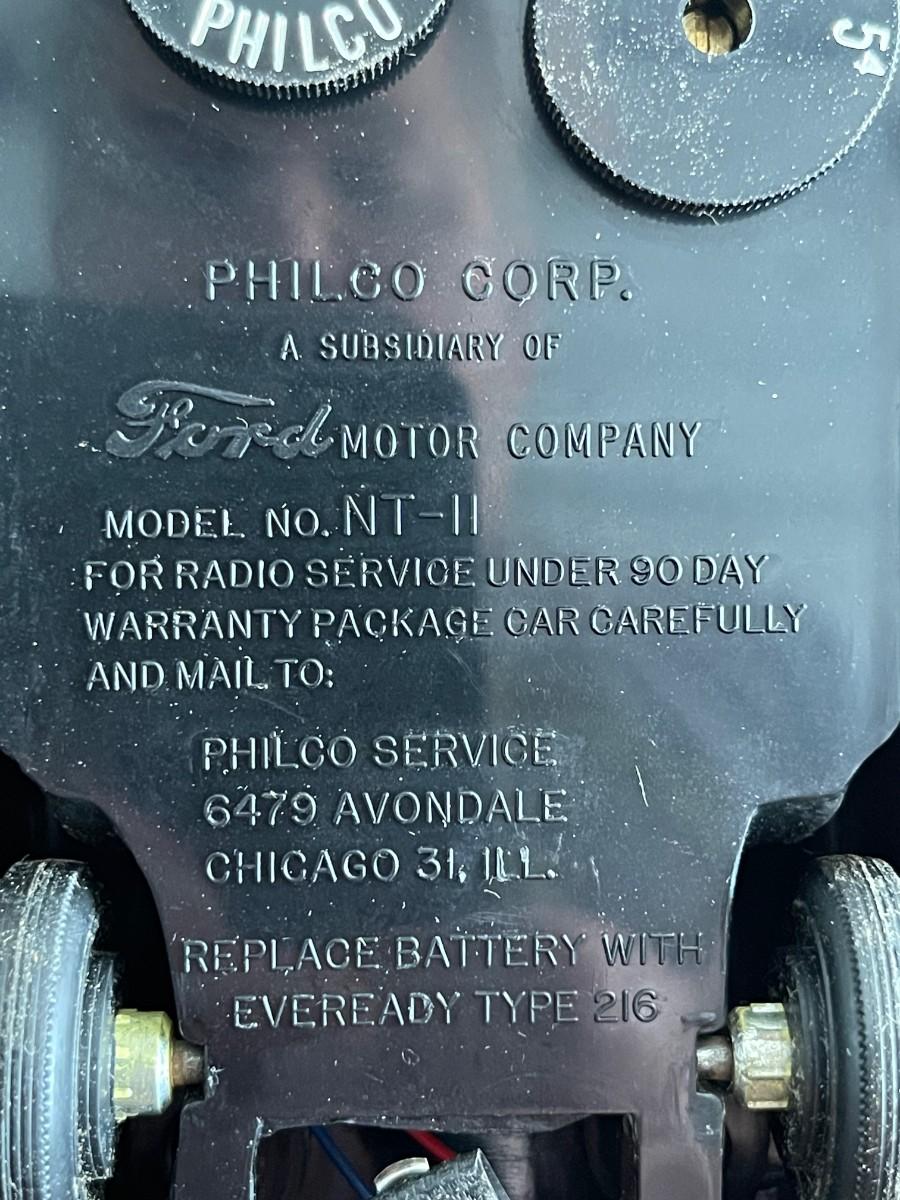 PHILCO
54
PHILCO CORP.
A SUBSIDIARY OF
Ford MOTOR COMPANY
MODEL NO. NT-11
FOR RADIO SERVICE UNDER 90 DAY
WARRANTY PACKAGE CAR CAREFULLY
AND MAIL TO:
PHILCO SERVICE
6479 AVONDALE
CHICAGO 31, ILL.
REPLACE BATTERY WITH
EVEREADY TYPE 216